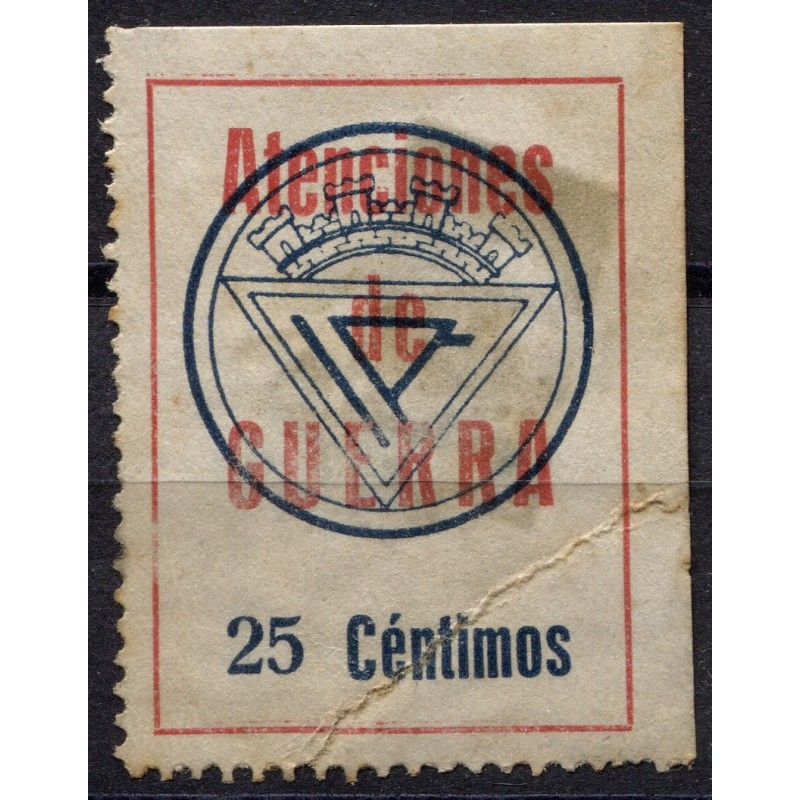 Atenciones
de
GUERRA
25 Céntimos